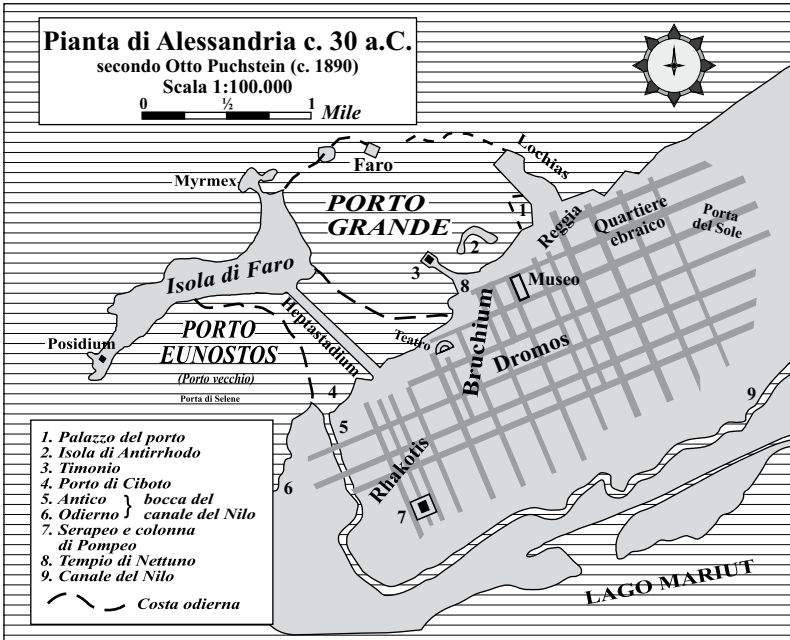 Pianta di Alessandria c. 30 a.C.
secondo Otto Puchstein (c. 1890)
Scala 1:100.000
0 ½ 1 Mile
Lochias
Faro
Myrmex
PORTO
GRANDE
1
Reggia
Quartiere
ebraico
Porta
del Sole
2
3
8
Museo
Isola di Faro
Heptastadium
Bruchium
Dromos
Teatro
PORTO
EUNOSTOS
(Porto vecchio)
Porta di Selene
Posidium
4
5
6
9
Rhakotis
7
LAGO MARIUT
1. Palazzo del porto
2. Isola di Antirrhodo
3. Timonio
4. Porto di Ciboto
5. Antico } bocca del
6. Odierno canale del Nilo
7. Serapeo e colonna
di Pompeo
8. Tempio di Nettuno
9. Canale del Nilo
Costa odierna